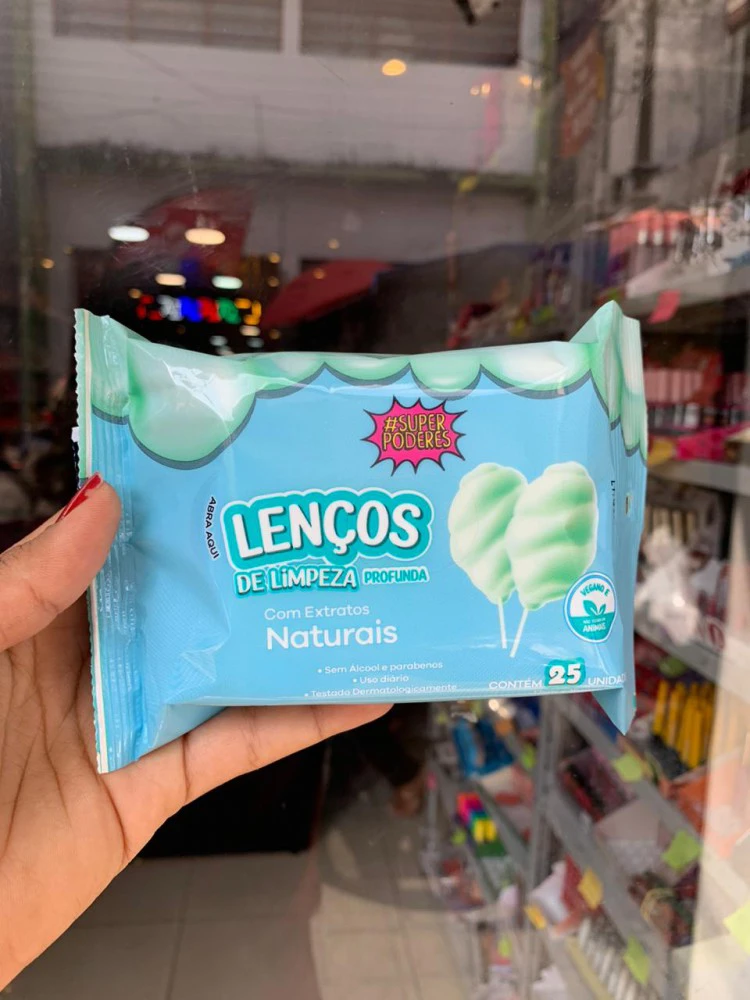 #SUPER
PODERES
ABRA AQUI
LENÇOS
DE LiMPEZA PROFUNDA
Com Extratos
Naturais
• Sem Álcool e parabenos
• Uso diário
• Testado Dermatologicamente
VEGANO E
ANIMAIS
CONTÉM 25 UNIDAD